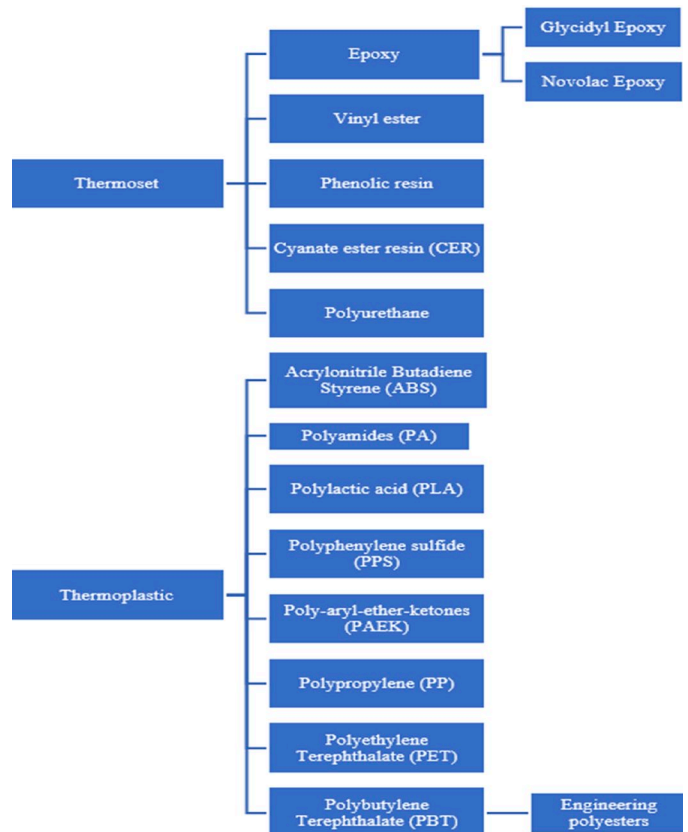 Glycidyl Epoxy
Epoxy
Novolac Epoxy
Vinyl ester
Thermoset
Phenolic resin
Cyanate ester resin (CER)
Polyurethane
Acrylonitrile Butadiene
Styrene (ABS)
Polyamides (PA)
Polylactic acid (PLA)
Polyphenylene sulfide
(PPS)
Thermoplastic
Poly-aryl-ether-ketones
(PAEK)
Polypropylene (PP)
Polyethylene
Terephthalate (PET)
Polybutylene
Terephthalate (PBT)
Engineering
polyesters